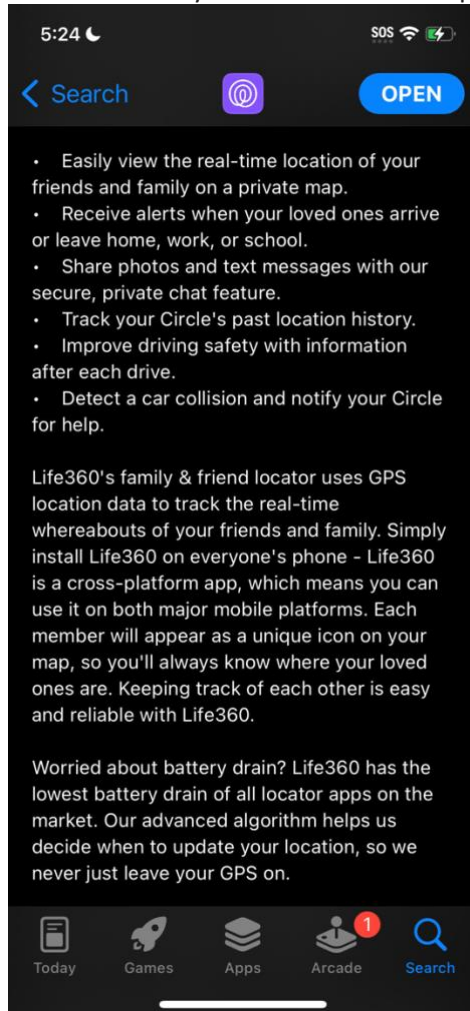 5:24
SOS
Search
OPEN
• Easily view the real-time location of your
friends and family on a private map.
• Receive alerts when your loved ones arrive
or leave home, work, or school.
• Share photos and text messages with our
secure, private chat feature.
• Track your Circle's past location history.
• Improve driving safety with information
after each drive.
• Detect a car collision and notify your Circle
for help.
Life360's family & friend locator uses GPS
location data to track the real-time
whereabouts of your friends and family. Simply
install Life360 on everyone's phone - Life360
is a cross-platform app, which means you can
use it on both major mobile platforms. Each
member will appear as a unique icon on your
map, so you'll always know where your loved
ones are. Keeping track of each other is easy
and reliable with Life360.
Worried about battery drain? Life360 has the
lowest battery drain of all locator apps on the
market. Our advanced algorithm helps us
decide when to update your location, so we
never just leave your GPS on.
1
Today Games Apps Arcade Search